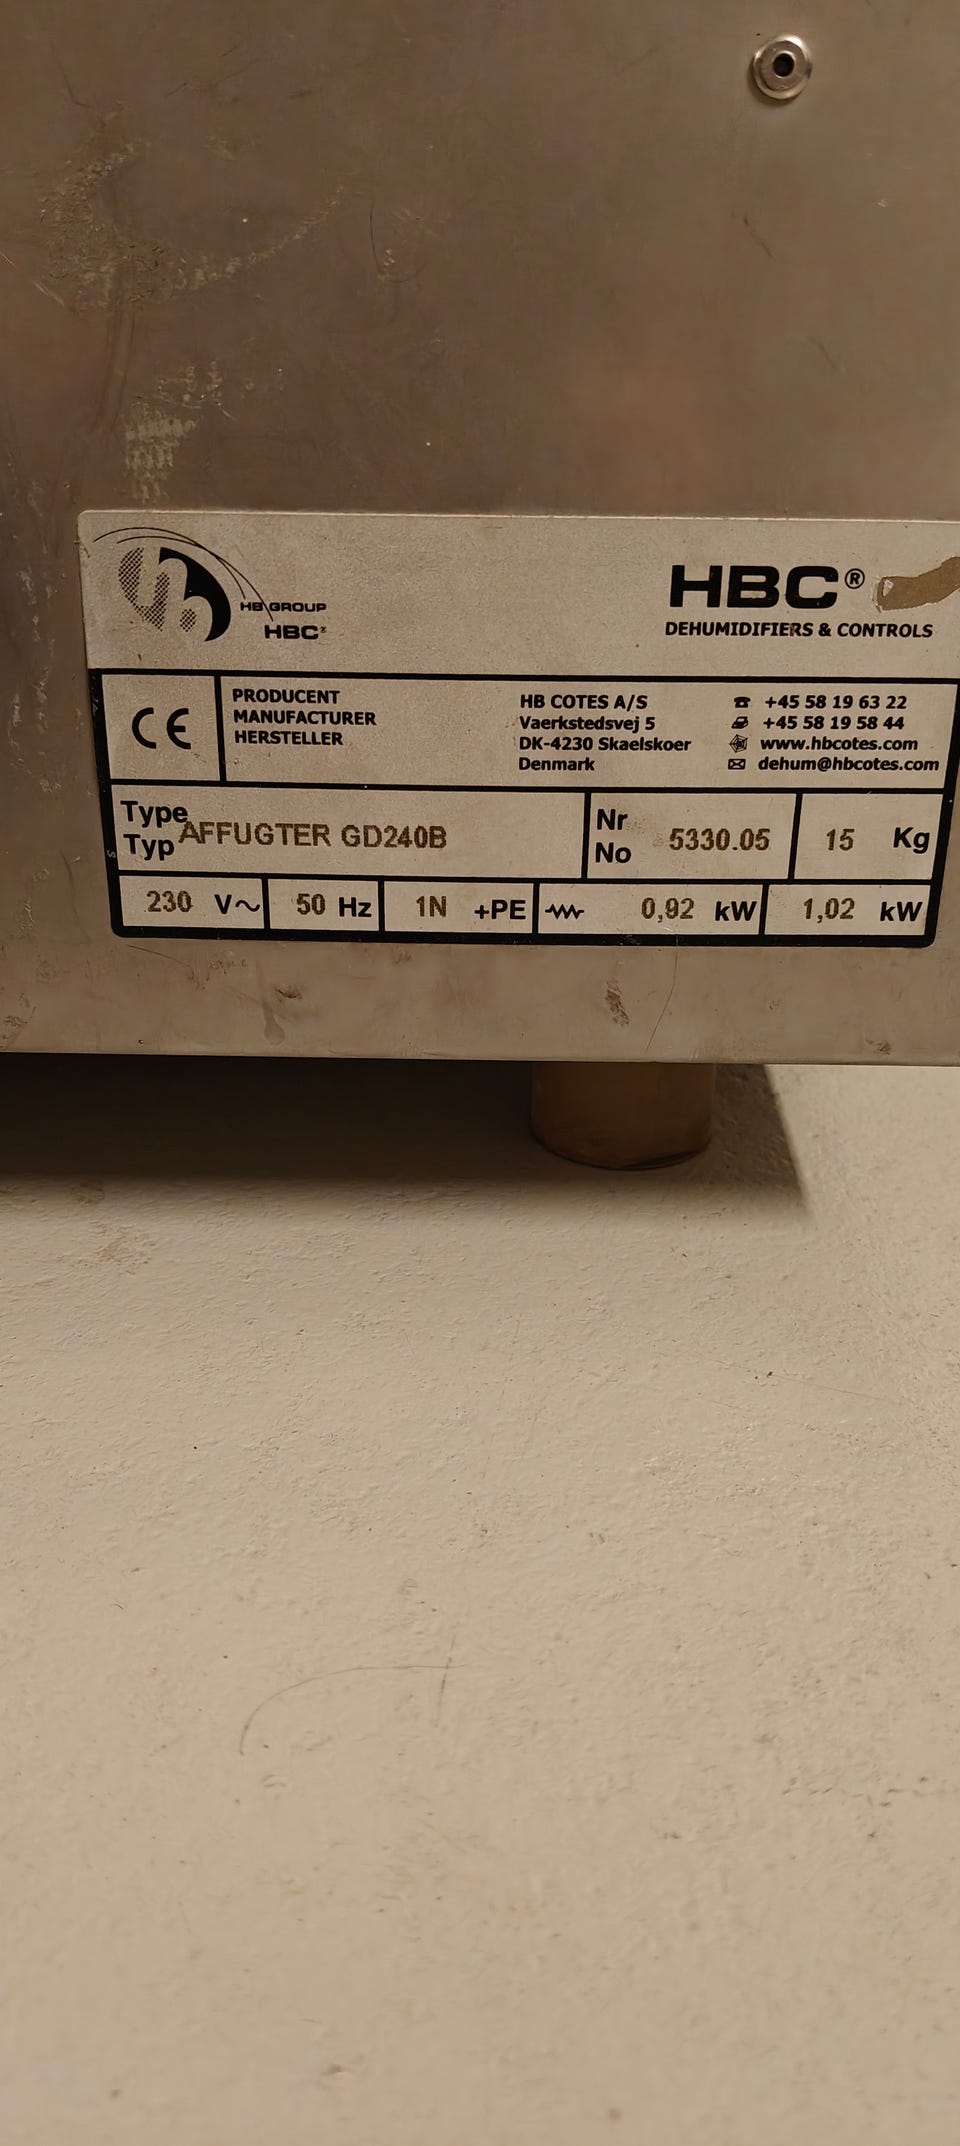 HB GROUP
HBC®
HBC®
DEHUMIDIFIERS & CONTROLS
CE
PRODUCENT
MANUFACTURER
HERSTELLER
HB COTES A/S
Vaerkstedsvej 5
DK-4230 Skaelskoer
Denmark
+45 58 19 63 22
+45 58 19 58 44
www.hbcotes.com
dehum@hbcotes.com
Type
Typ
AFFUGTER GD240B
Nr
No
5330.05
15 Kg
230 V~
50 Hz
1N +PE
0,92 kW
1,02 kW